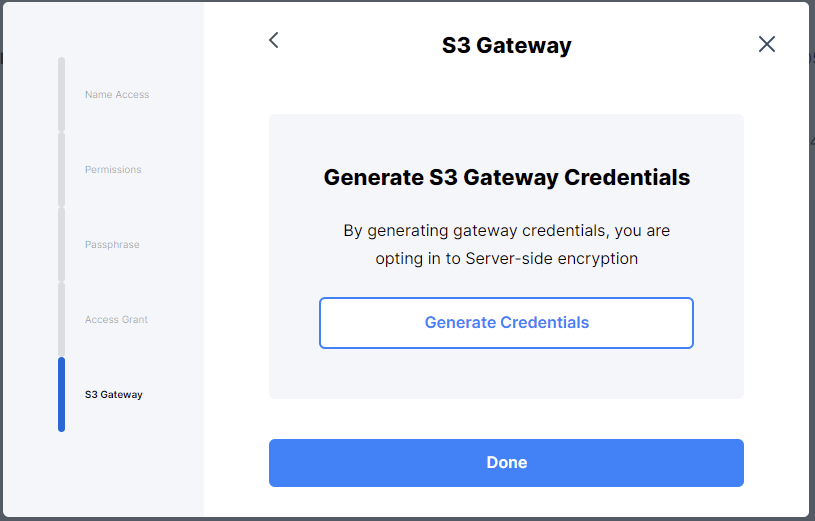 S3 Gateway
Name Access
Permissions
Passphrase
Access Grant
S3 Gateway
Generate S3 Gateway Credentials
By generating gateway credentials, you are
opting in to Server-side encryption
Generate Credentials
Done